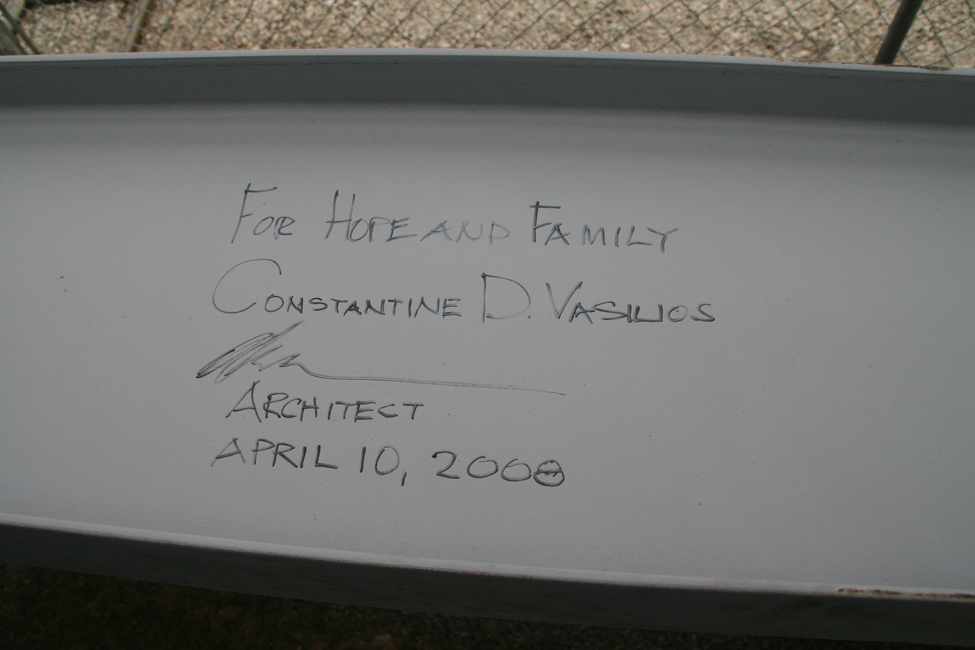 FOR HOPE AND FAMILY
CONSTANTINE D. VASILIOS
ARCHITECT
APRIL 10, 2008